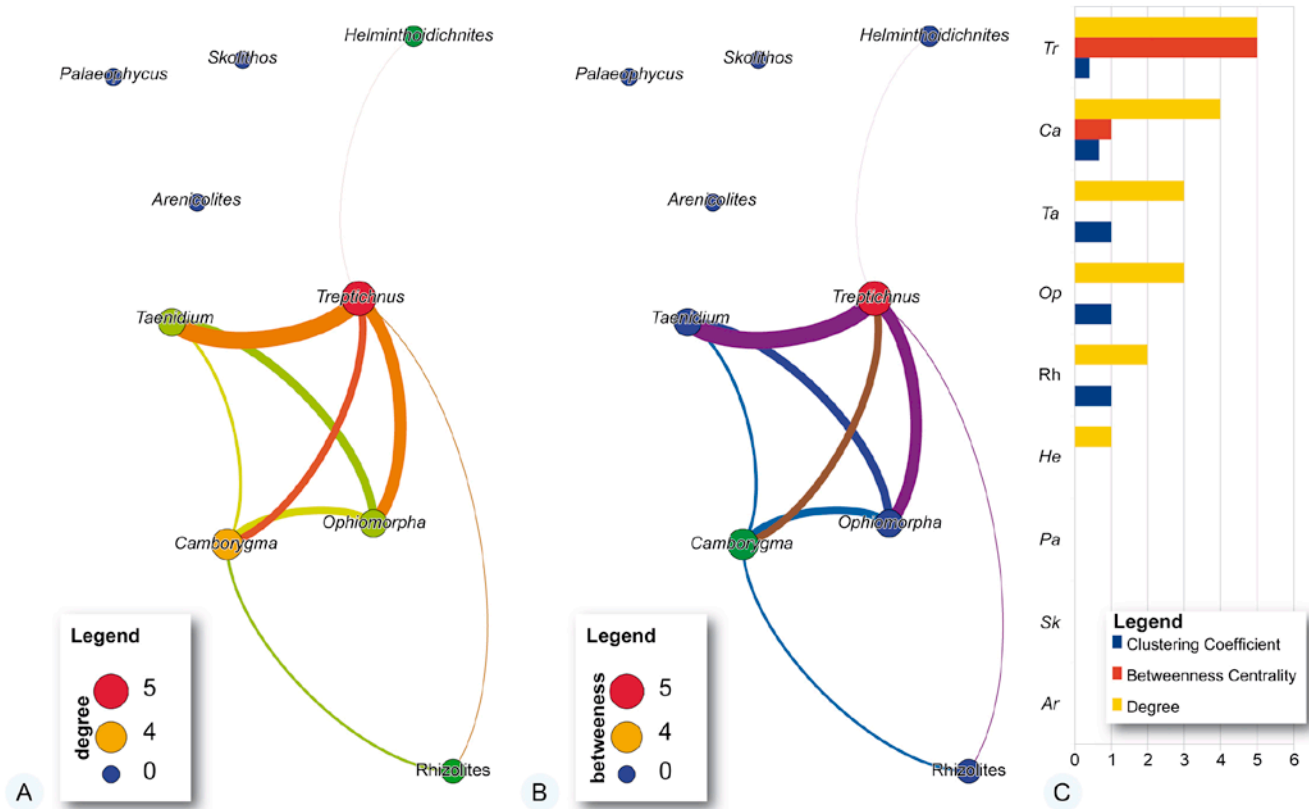 Helminthoidichnites
Skolithos
Palaeophycus
Arenicolites
Treptichnus
Taenidium
Ophiomorpha
Camborygma
Rhizolites
Legend
degree
5
4
0
A
Helminthoidichnites
Skolithos
Palaeophycus
Arenicolites
Treptichnus
Taenidium
Ophiomorpha
Camborygma
Rhizolites
Legend
betweeness
5
4
0
B
Tr
Ca
Ta
Op
Rh
He
Pa
Sk
Ar
Legend
Clustering Coefficient
Betweenness Centrality
Degree
0 1 2 3 4 5 6
C